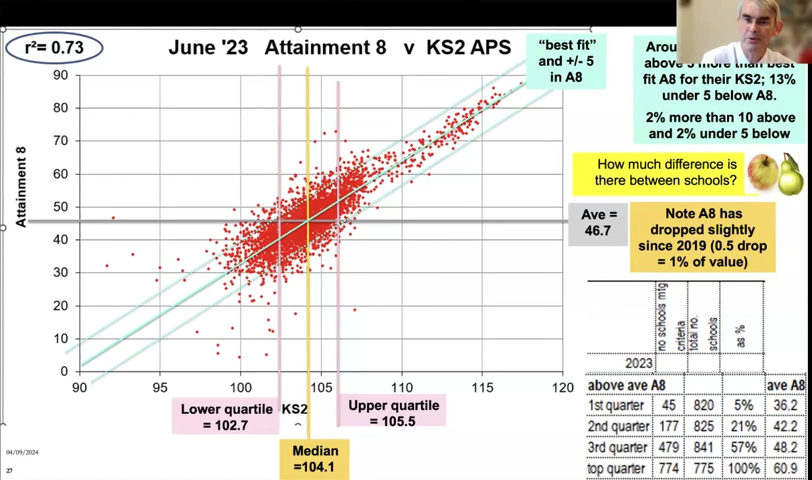 r²= 0.73
June '23 Attainment 8 v KS2 APS
"best fit"
and +/- 5
in A8
Arou
above 5 more than best
fit A8 for their KS2; 13%
under 5 below A8.
2% more than 10 above
and 2% under 5 below
How much difference is
there between schools?
Ave =
46.7
Note A8 has
dropped slightly
since 2019 (0.5 drop
= 1% of value)
Attainment 8
90
80
70
60
50
40
30
20
10
0
90 95 100 105 110 115 120
KS2
Lower quartile
= 102.7
Upper quartile
= 105.5
Median
=104.1
no schools mtg
criteria
total no.
schools
as %
2023
above ave A8 ave A8
1st quarter 45 820 5% 36.2
2nd quarter 177 825 21% 42.2
3rd quarter 479 841 57% 48.2
top quarter 774 775 100% 60.9
04/09/2024
27